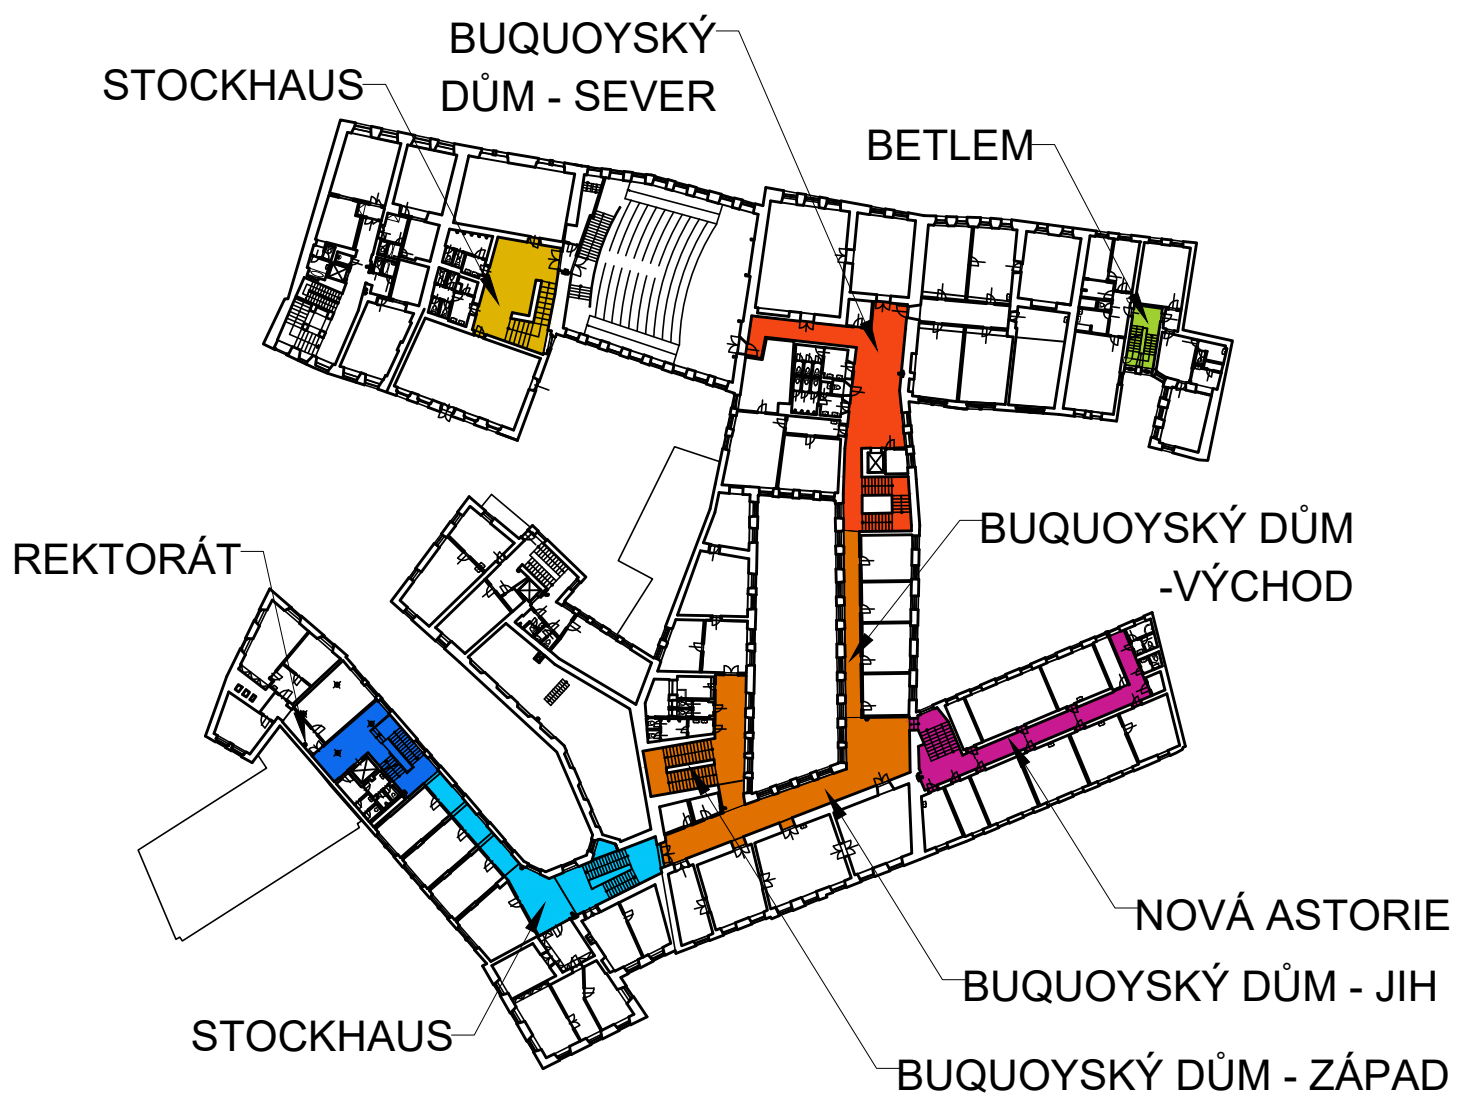 BUQUOYSKÝ
DŮM - SEVER
STOCKHAUS
BETLEM
BUQUOYSKÝ DŮM
-VÝCHOD
REKTORÁT
NOVÁ ASTORIE
BUQUOYSKÝ DŮM - JIH
STOCKHAUS
BUQUOYSKÝ DŮM - ZÁPAD